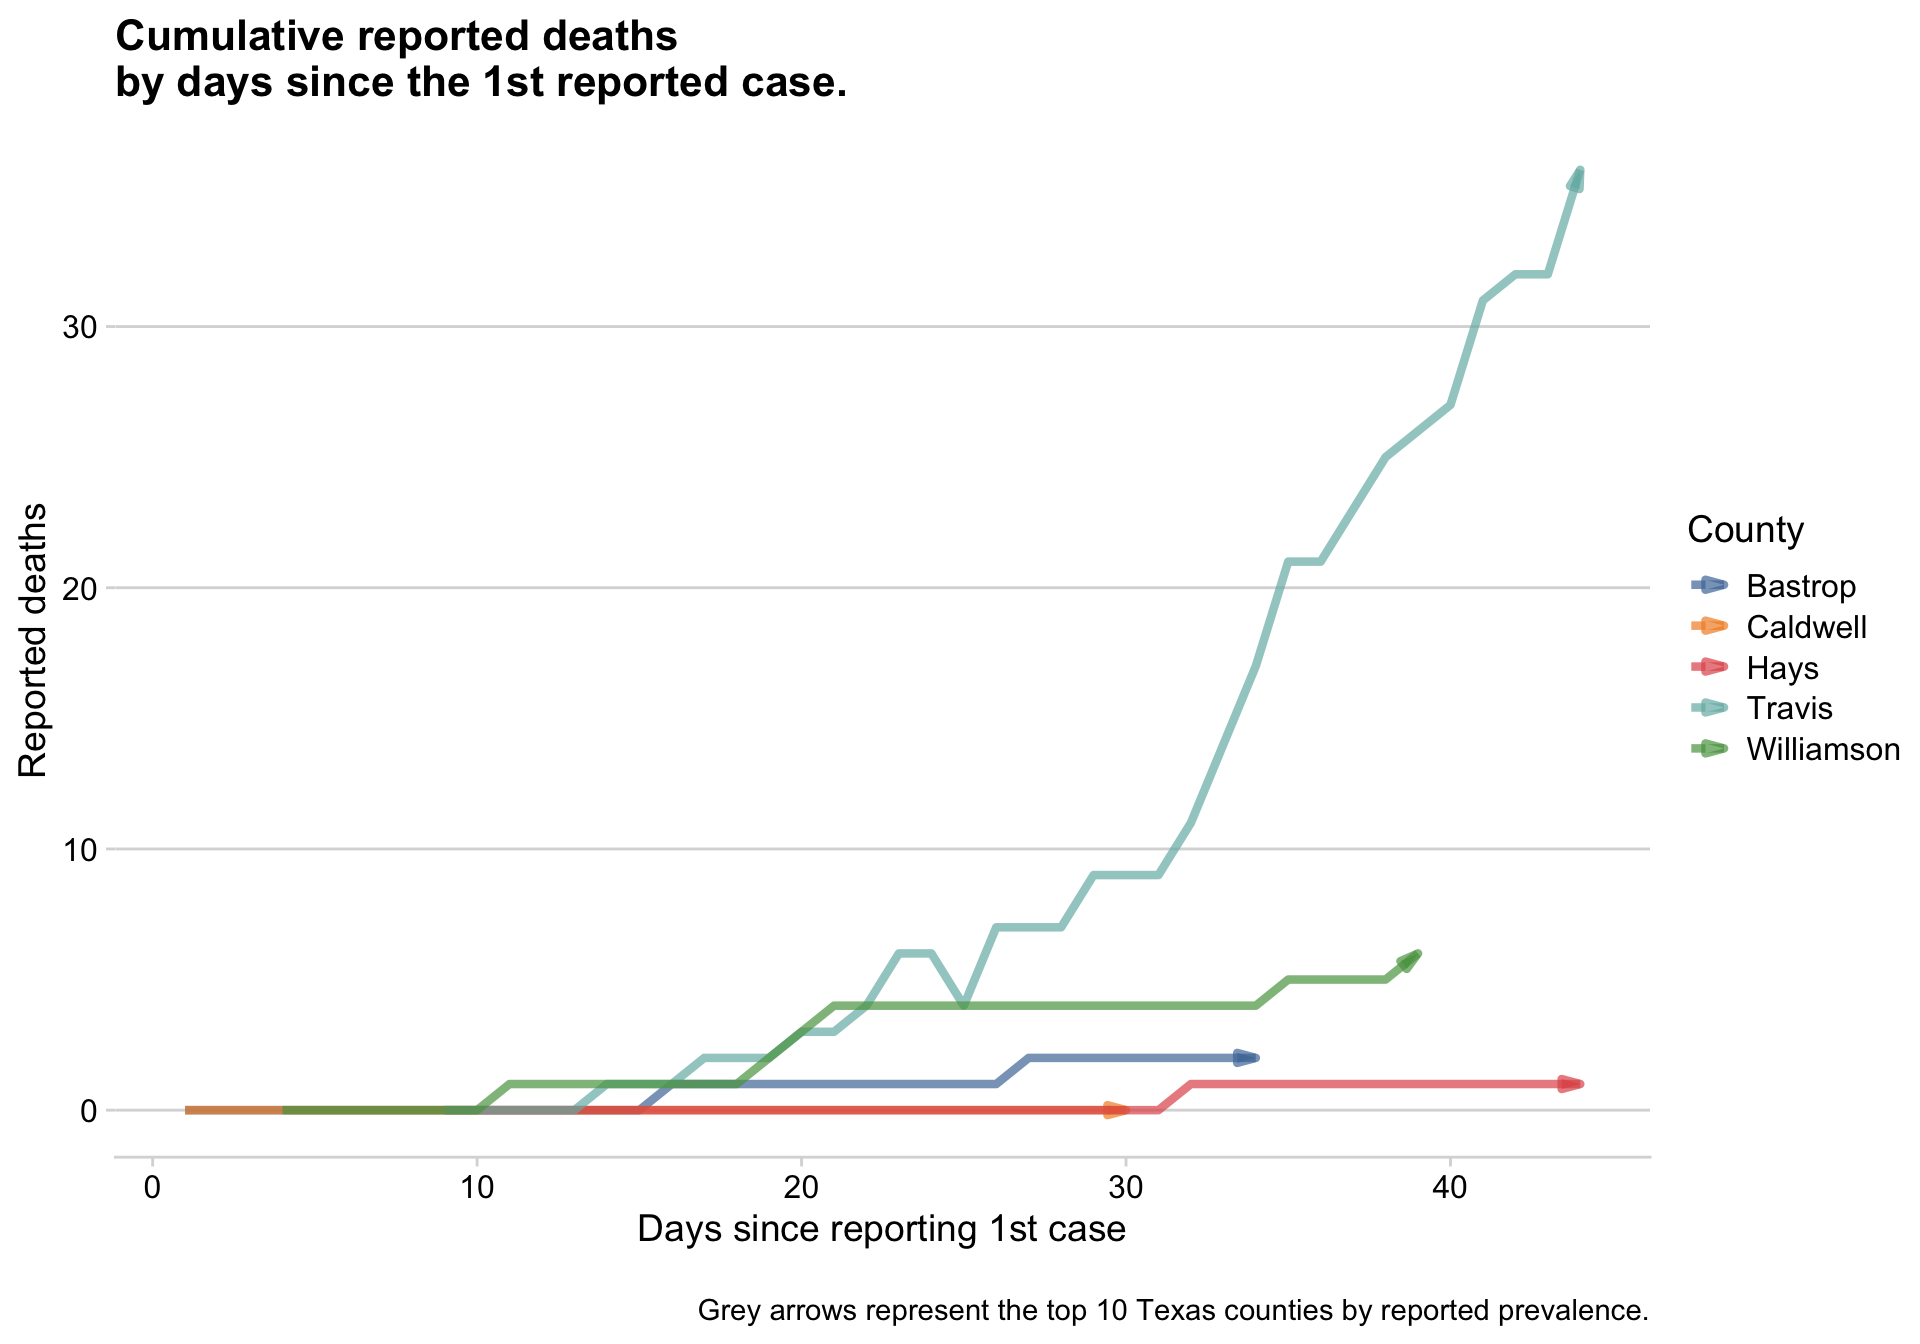 Cumulative reported deaths
by days since the 1st reported case.
Reported deaths
30
20
10
0
0 10 20 30 40
Days since reporting 1st case
County
Bastrop
Caldwell
Hays
Travis
Williamson
Grey arrows represent the top 10 Texas counties by reported prevalence.